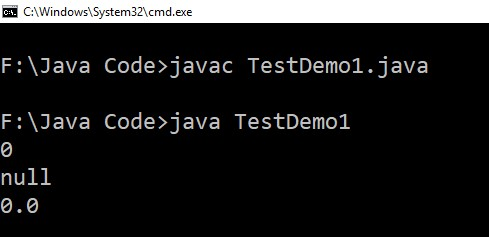 C:\Windows\System32\cmd.exe
F:\Java Code>javac TestDemo1.java
F:\Java Code>java TestDemo1
0
null
0.0